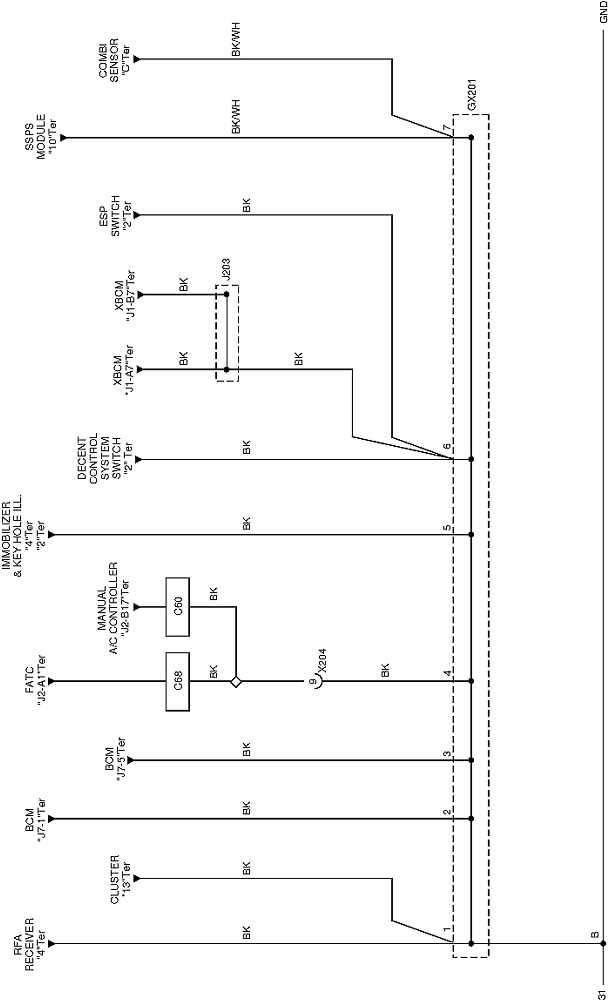 RFA
RECEIVER
"4"Ter
CLUSTER
"13"Ter
BCM
"J7-1"Ter
BCM
"J7-5"Ter
FATC
"J2-A1"Ter
MANUAL
A/C CONTROLLER
"J2-B17"Ter
IMMOBILIZER
& KEY HOLE ILL.
"4"Ter
"2"Ter
DECENT
CONTROL
SYSTEM
SWITCH
"2" Ter
XBCM
"J1-A7"Ter
XBCM
"J1-B7"Ter
ESP
SWITCH
"2"Ter
SSPS
MODULE
"10"Ter
COMBI
SENSOR
"C"Ter
C68
C60
J203
BK
BK
BK
BK
BK
BK
BK
BK
BK
BK
BK
BK
BK
BK/WH
BK/WH
9
X204
1
2
3
4
5
6
7
GX201
31
B
GND